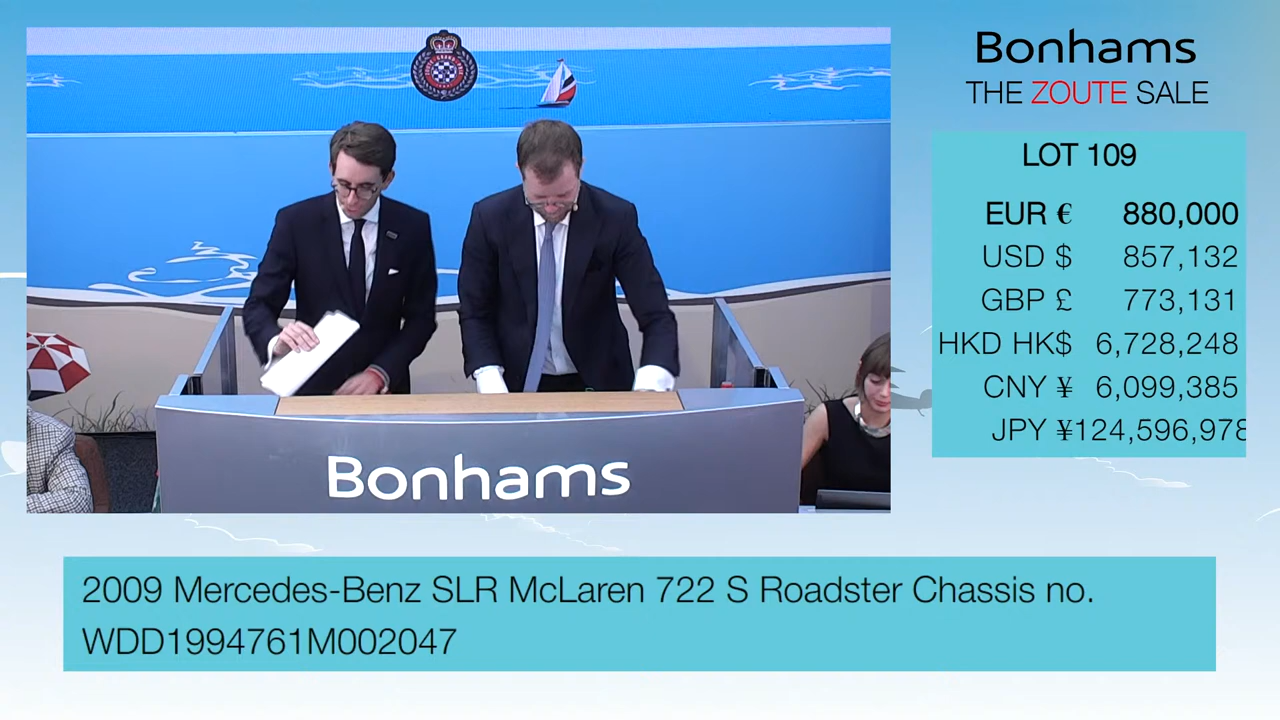 Bonhams
THE ZOUTE SALE
LOT 109
EUR € 880,000
USD $ 857,132
GBP £ 773,131
HKD HK$ 6,728,248
CNY ¥ 6,099,385
JPY ¥124,596,978
Bonhams
2009 Mercedes-Benz SLR McLaren 722 S Roadster Chassis no.
WDD1994761M002047